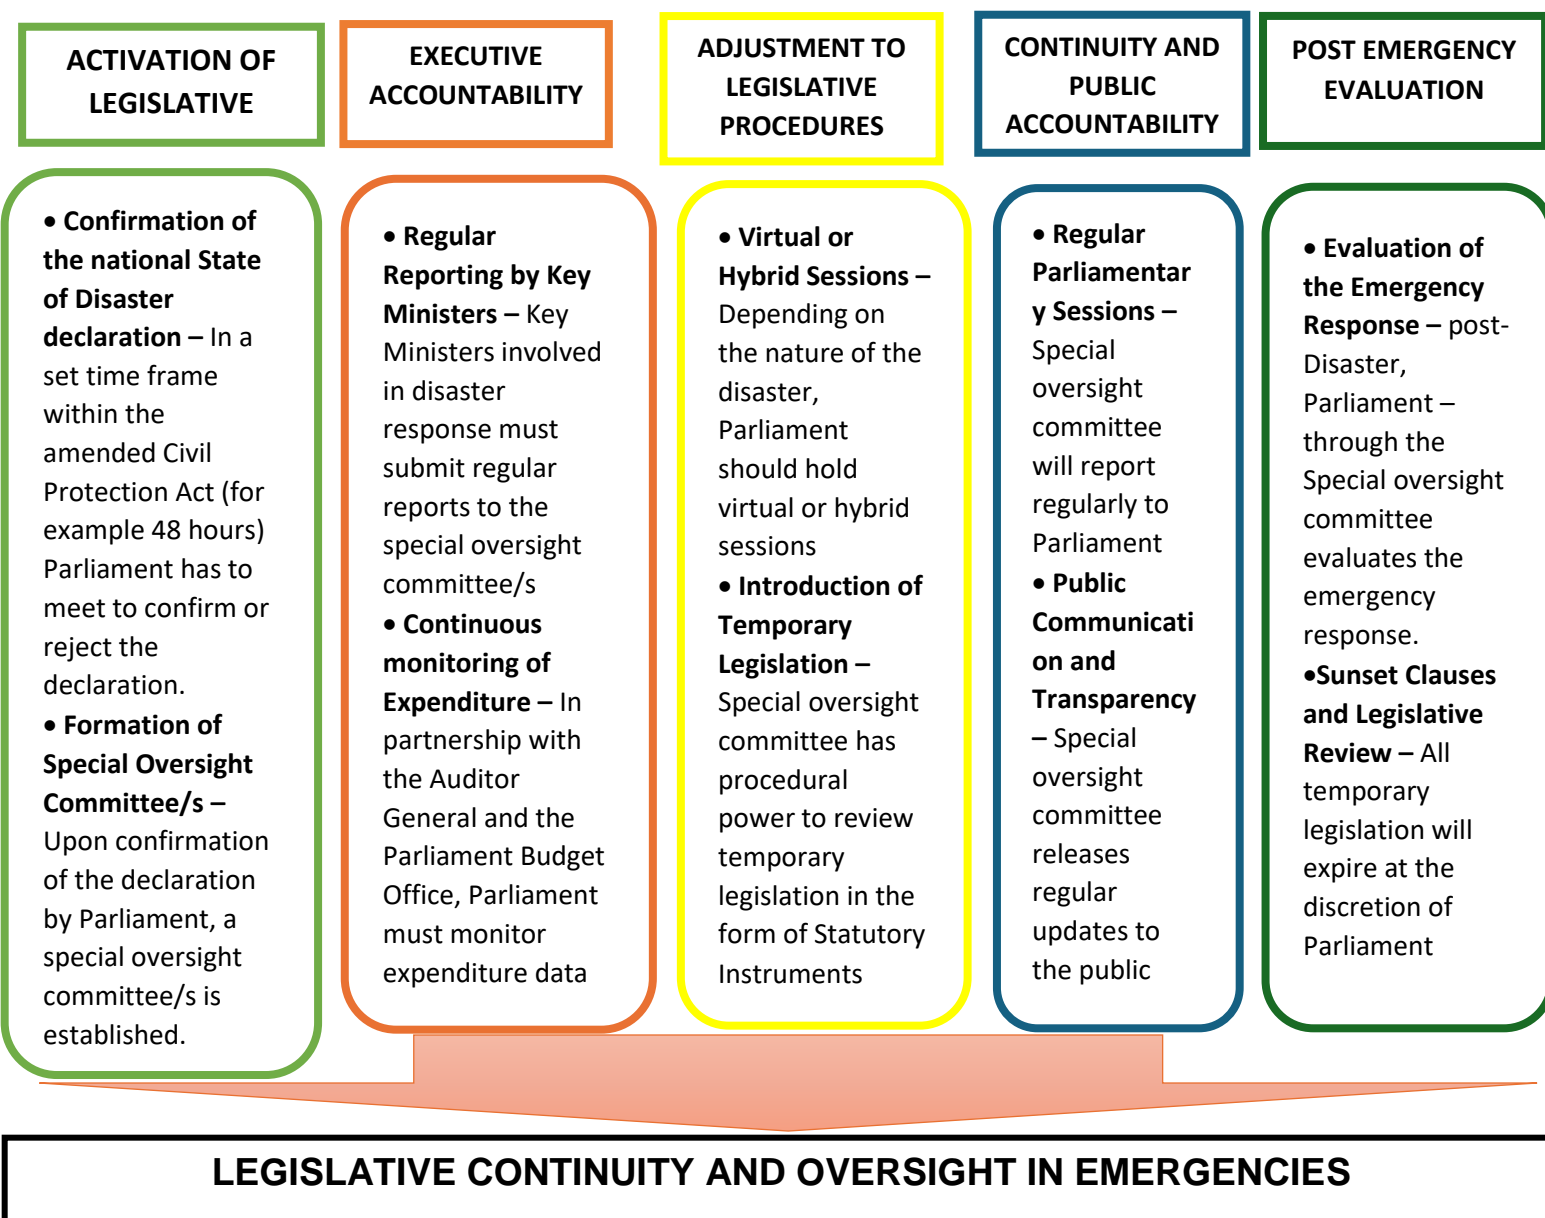 ACTIVATION OF
LEGISLATIVE
EXECUTIVE
ACCOUNTABILITY
ADJUSTMENT TO
LEGISLATIVE
PROCEDURES
CONTINUITY AND
PUBLIC
ACCOUNTABILITY
POST EMERGENCY
EVALUATION
• Confirmation of
the national State
of Disaster
declaration – In a
set time frame
within the
amended Civil
Protection Act (for
example 48 hours)
Parliament has to
meet to confirm or
reject the
declaration.
• Formation of
Special Oversight
Committee/s –
Upon confirmation
of the declaration
by Parliament, a
special oversight
committee/s is
established.
• Regular
Reporting by Key
Ministers – Key
Ministers involved
in disaster
response must
submit regular
reports to the
special oversight
committee/s
• Continuous
monitoring of
Expenditure – In
partnership with
the Auditor
General and the
Parliament Budget
Office, Parliament
must monitor
expenditure data
• Virtual or
Hybrid Sessions –
Depending on
the nature of the
disaster,
Parliament
should hold
virtual or hybrid
sessions
• Introduction of
Temporary
Legislation –
Special oversight
committee has
procedural
power to review
temporary
legislation in the
form of Statutory
Instruments
• Regular
Parliamentar
y Sessions –
Special
oversight
committee
will report
regularly to
Parliament
• Public
Communicati
on and
Transparency
– Special
oversight
committee
releases
regular
updates to
the public
• Evaluation of
the Emergency
Response – post-
Disaster,
Parliament –
through the
Special oversight
committee
evaluates the
emergency
response.
•Sunset Clauses
and Legislative
Review – All
temporary
legislation will
expire at the
discretion of
Parliament
LEGISLATIVE CONTINUITY AND OVERSIGHT IN EMERGENCIES